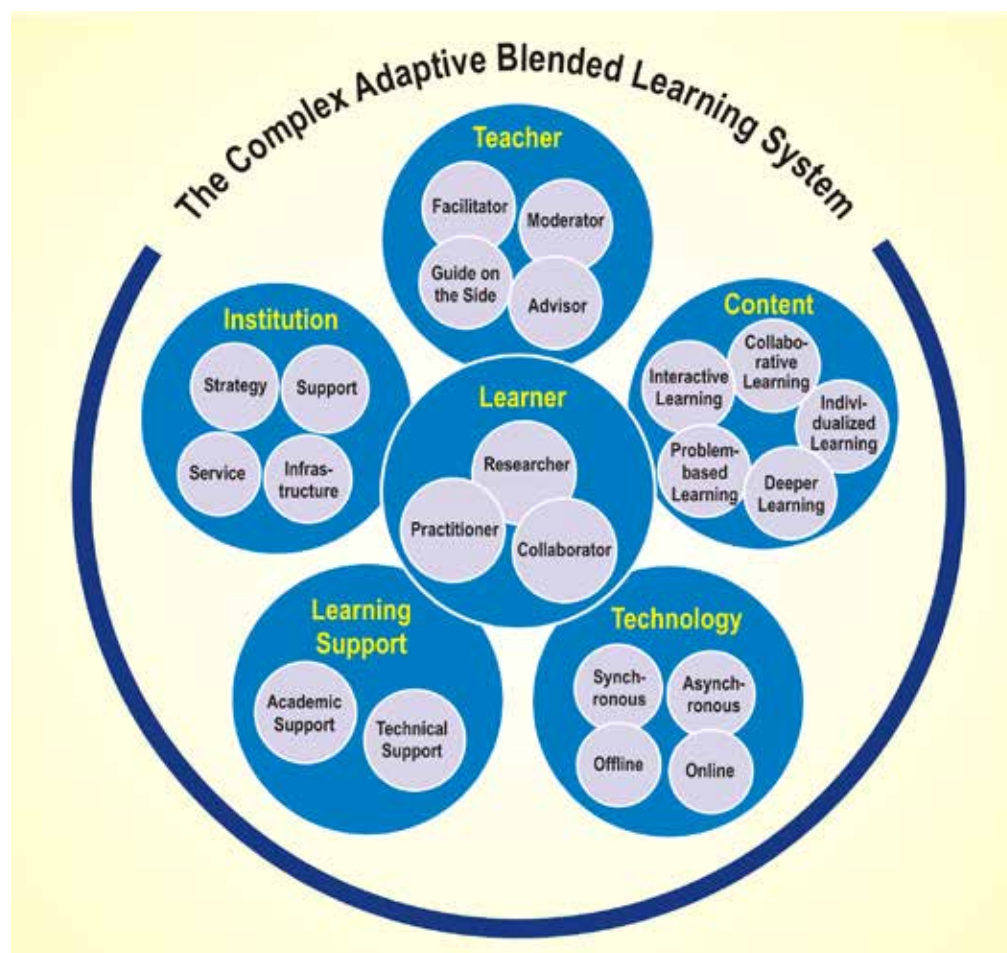 The Complex Adaptive Blended Learning System
Teacher
Facilitator
Moderator
Guide on
the Side
Advisor
Institution
Strategy
Support
Service
Infras-
tructure
Content
Collabo-
rative
Learning
Interactive
Learning
Indivi-
dualized
Learning
Problem-
based
Learning
Deeper
Learning
Learner
Researcher
Practitioner
Collaborator
Learning
Support
Academic
Support
Technical
Support
Technology
Synch-
ronous
Asynch-
ronous
Offline
Online